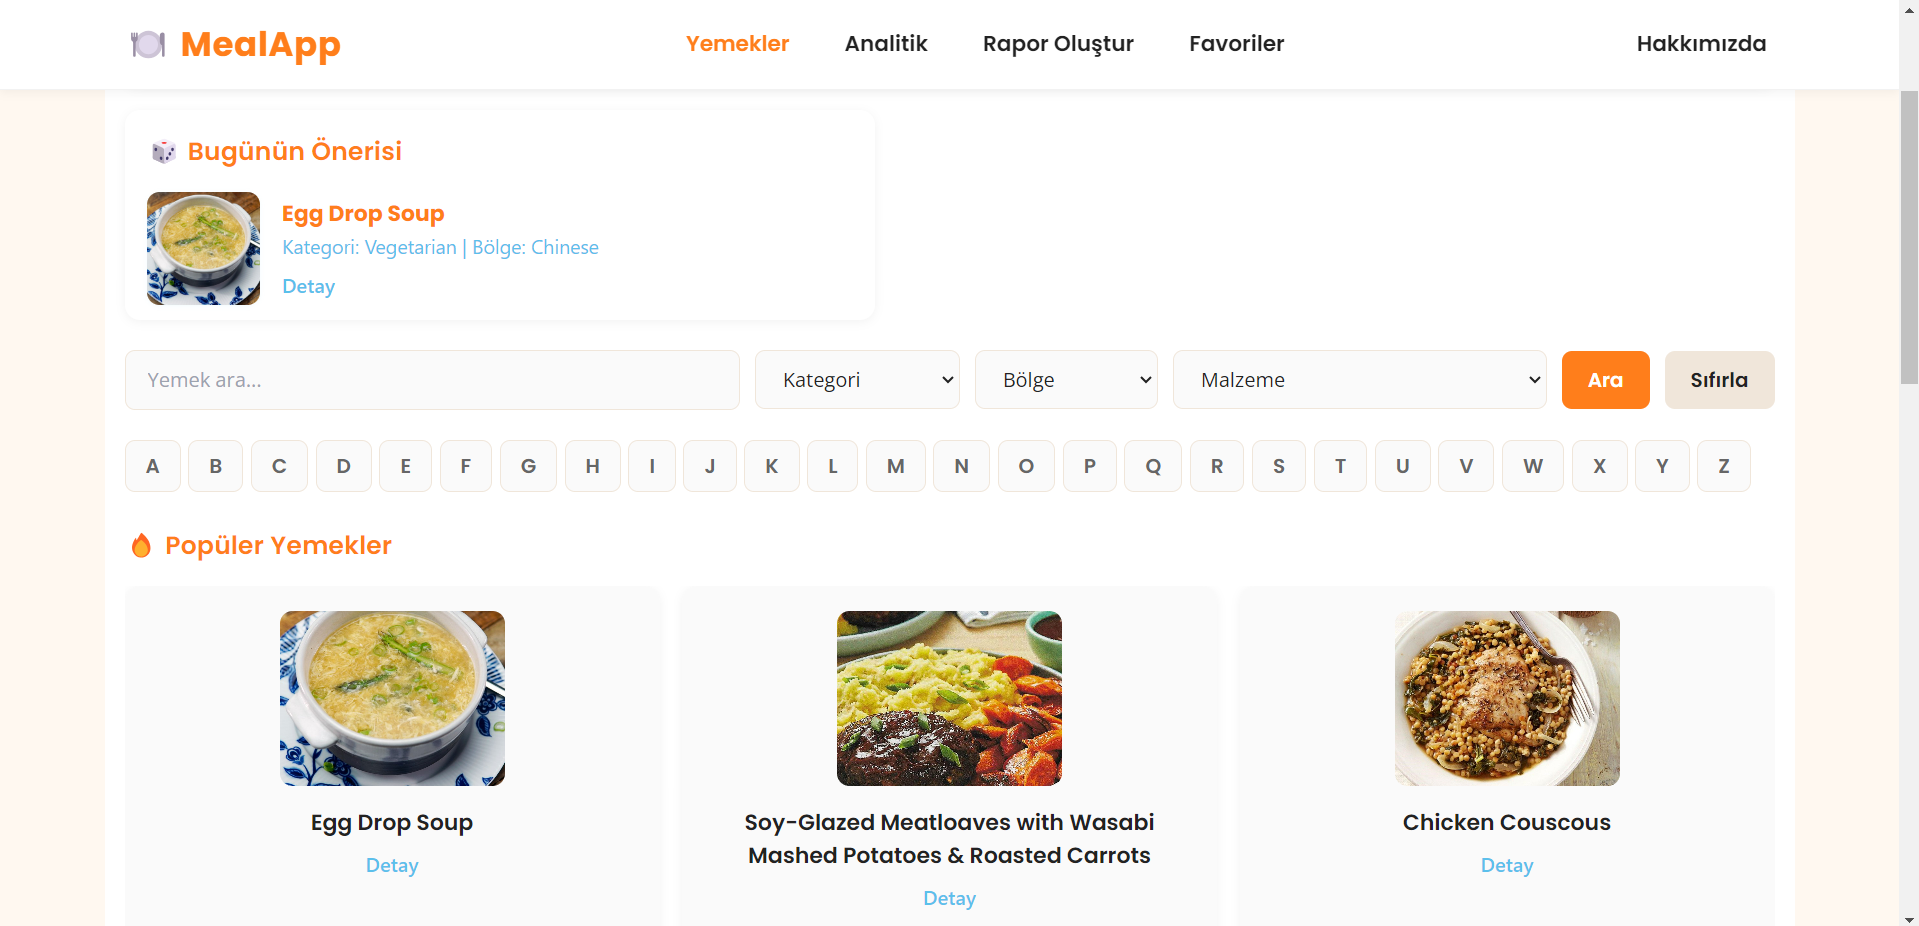 MealApp
Yemekler
Analitik
Rapor Oluştur
Favoriler
Hakkımızda
Bugünün Önerisi
Egg Drop Soup
Kategori: Vegetarian | Bölge: Chinese
Detay
Yemek ara...
Kategori
Bölge
Malzeme
Ara
Sıfırla
A B C D E F G H I J K L M N O P Q R S T U V W X Y Z
Popüler Yemekler
Egg Drop Soup
Detay
Soy-Glazed Meatloaves with Wasabi
Mashed Potatoes & Roasted Carrots
Detay
Chicken Couscous
Detay